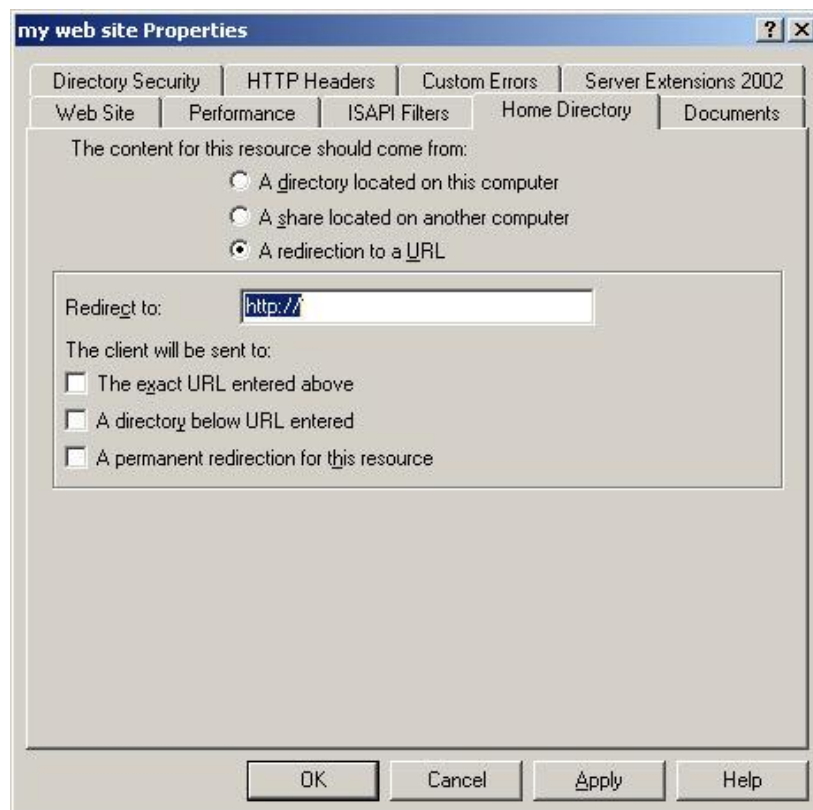 my web site Properties
Directory Security HTTP Headers Custom Errors Server Extensions 2002
Web Site Performance ISAPI Filters Home Directory Documents
The content for this resource should come from:
A directory located on this computer
A share located on another computer
A redirection to a URL
Redirect to: http://
The client will be sent to:
The exact URL entered above
A directory below URL entered
A permanent redirection for this resource
OK Cancel Apply Help